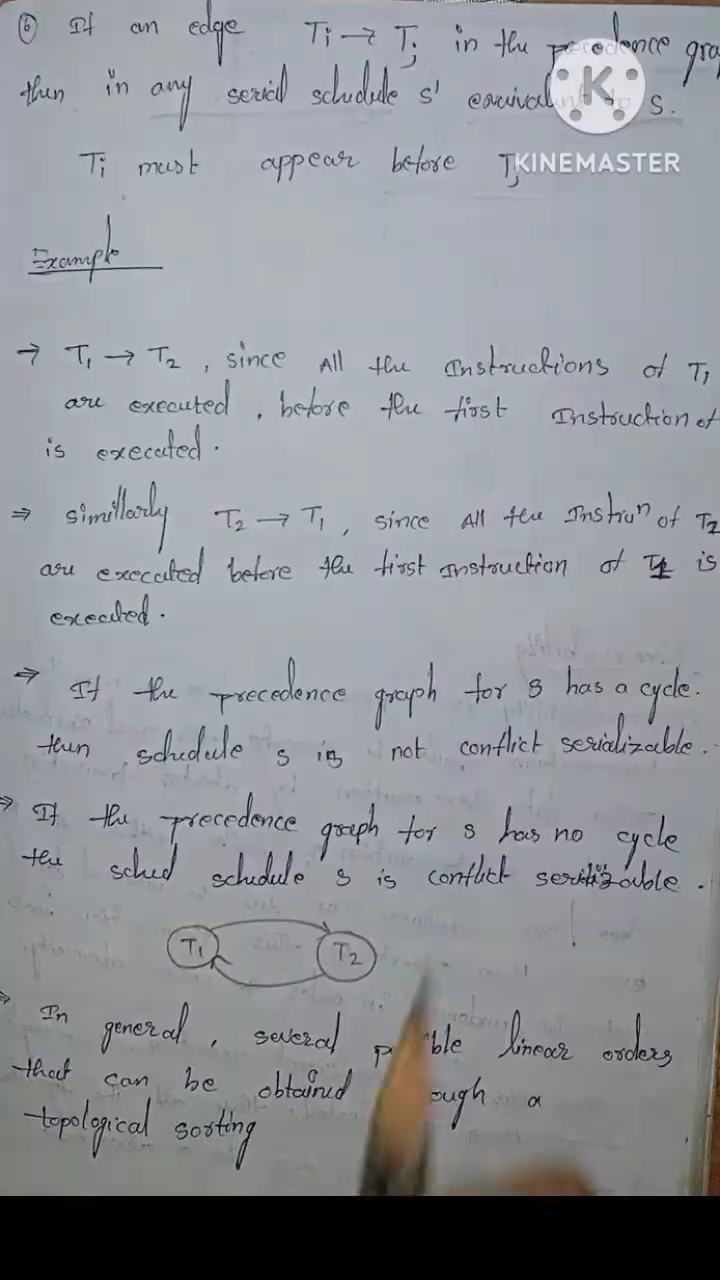 ⑥ If an edge Ti → Tj in the precedence gra
then in any serial schedule s' equivalent to s.
Ti must appear before Tj
K
KINEMASTER
Example
→ T1 → T2, since All the Instructions of T1
are executed, before the first Instruction of
is executed.
⇒ similarly T2 → T1, since All the Instruⁿ of T2
are executed before the first instruction of T1 is
executed.
⇒ If the precedence graph for s has a cycle.
then schedule s is not conflict serializable.
⇒ If the precedence graph for s has no cycle
the sched schedule s is conflict serializable.
T1 T2
⇒ In general, several linear orders
that can be obtained a
topological sorting